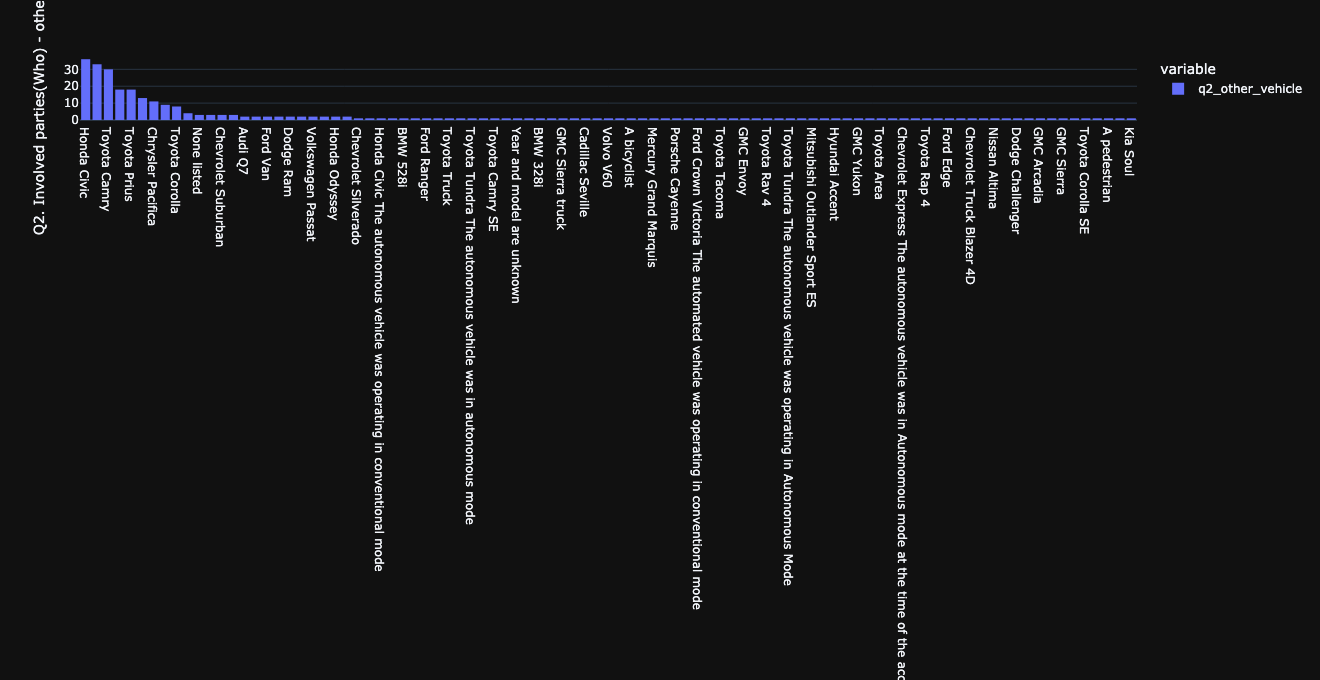 Q2. Involved parties(Who) - othe
30
20
10
0
Honda Civic
Toyota Camry
Toyota Prius
Chrysler Pacifica
Toyota Corolla
None listed
Chevrolet Suburban
Audi Q7
Ford Van
Dodge Ram
Volkswagen Passat
Honda Odyssey
Chevrolet Silverado
Honda Civic The autonomous vehicle was operating in conventional mode
BMW 528i
Ford Ranger
Toyota Truck
Toyota Tundra The autonomous vehicle was in autonomous mode
Toyota Camry SE
Year and model are unknown
BMW 328i
GMC Sierra truck
Cadillac Seville
Volvo V60
A bicyclist
Mercury Grand Marquis
Porsche Cayenne
Ford Crown Victoria The automated vehicle was operating in conventional mode
Toyota Tacoma
GMC Envoy
Toyota Rav 4
Toyota Tundra The autonomous vehicle was operating in Autonomous Mode
Mitsubishi Outlander Sport ES
Hyundai Accent
GMC Yukon
Toyota Area
Chevrolet Express The autonomous vehicle was in Autonomous mode at the time of the acc
Toyota Rap 4
Ford Edge
Chevrolet Truck Blazer 4D
Nissan Altima
Dodge Challenger
GMC Arcadia
GMC Sierra
Toyota Corolla SE
A pedestrian
Kia Soul
variable
q2_other_vehicle